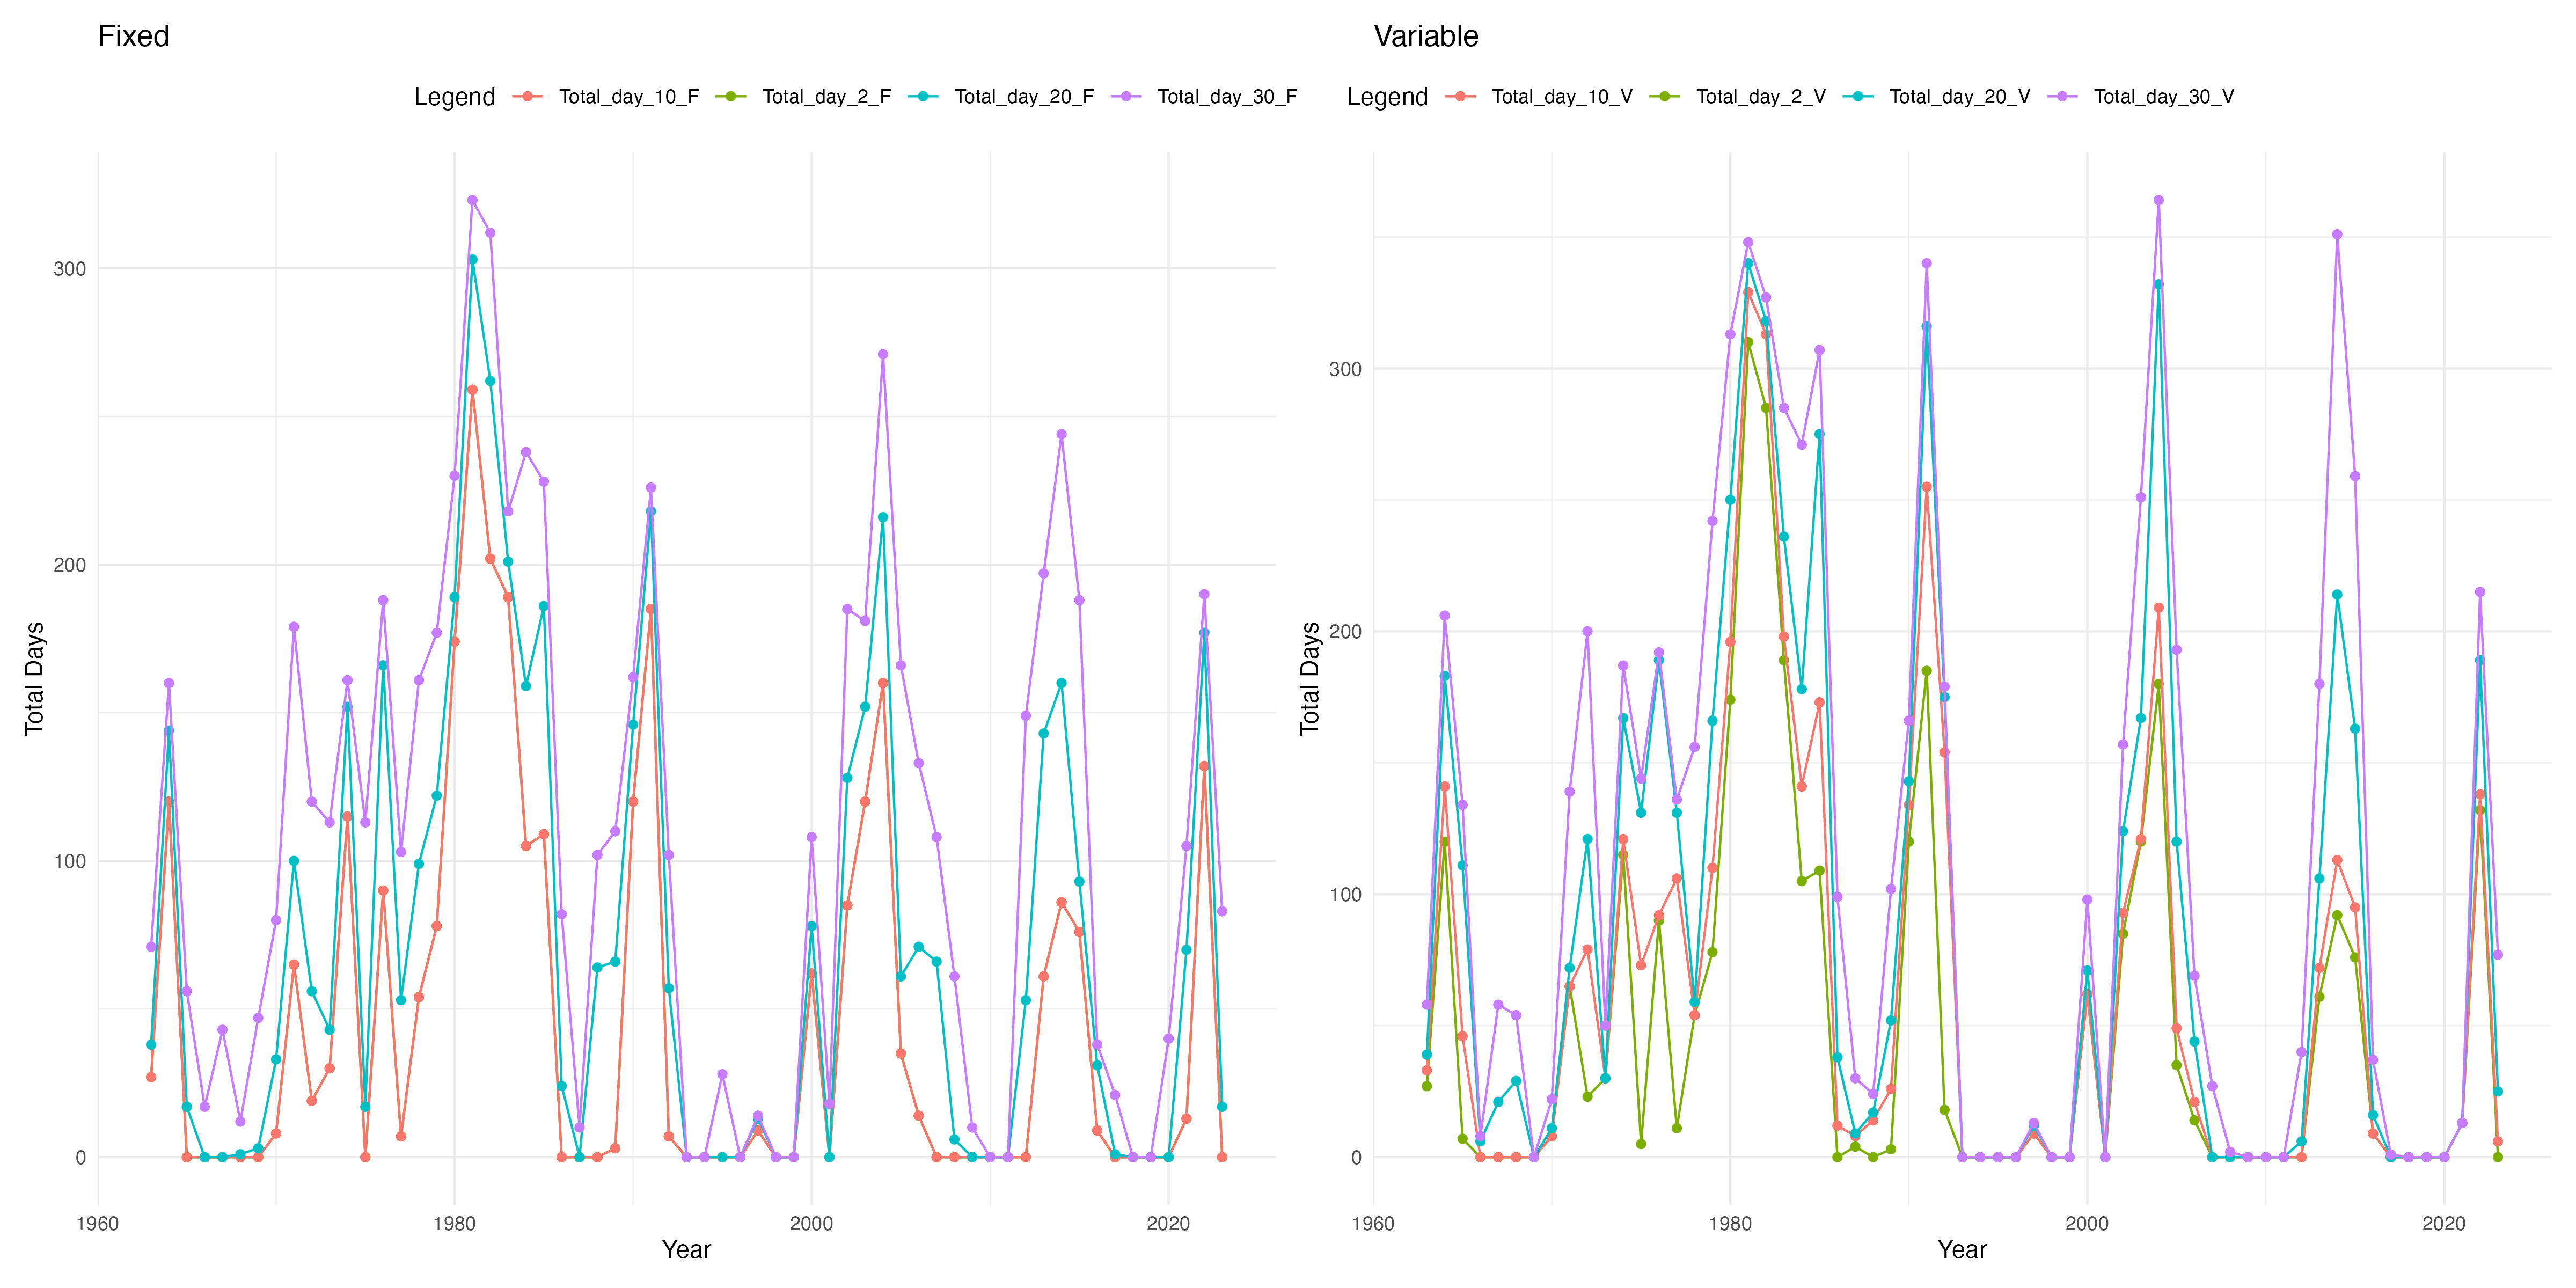 Fixed
Legend Total_day_10_F Total_day_2_F Total_day_20_F Total_day_30_F
Total Days
300
200
100
0
1960 1980 2000 2020
Year
Variable
Legend Total_day_10_V Total_day_2_V Total_day_20_V Total_day_30_V
Total Days
300
200
100
0
1960 1980 2000 2020
Year